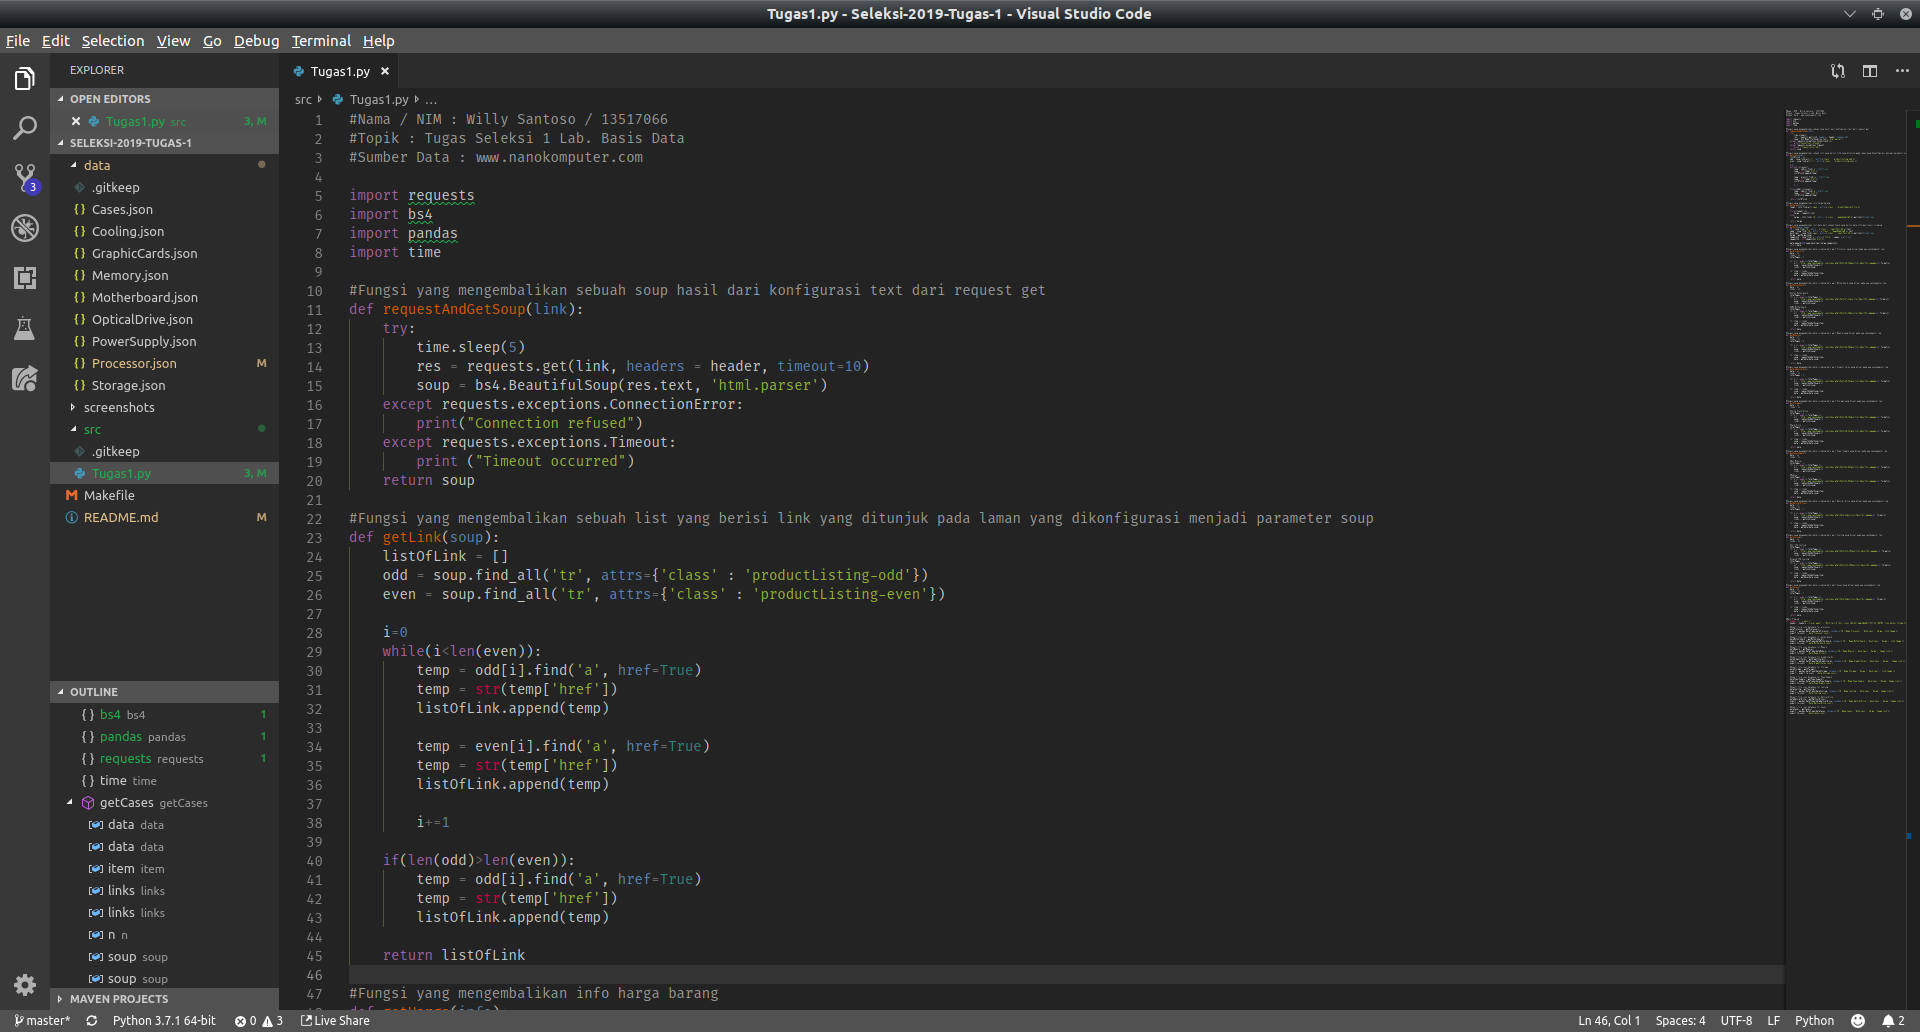 Tugas1.py - Seleksi-2019-Tugas-1 - Visual Studio Code
File Edit Selection View Go Debug Terminal Help
EXPLORER
OPEN EDITORS
Tugas1.py src 3, M
SELEKSI-2019-TUGAS-1
data
.gitkeep
{} Cases.json
{} Cooling.json
{} GraphicCards.json
{} Memory.json
{} Motherboard.json
{} OpticalDrive.json
{} PowerSupply.json
{} Processor.json M
{} Storage.json
screenshots
src
.gitkeep
Tugas1.py 3, M
M Makefile
README.md M
3
OUTLINE
{} bs4 bs4 1
{} pandas pandas 1
{} requests requests 1
{} time time
getCases getCases
data data
data data
item item
links links
links links
n n
soup soup
soup soup
MAVEN PROJECTS
Tugas1.py
src Tugas1.py ...
1 #Nama / NIM : Willy Santoso / 13517066
2 #Topik : Tugas Seleksi 1 Lab. Basis Data
3 #Sumber Data : www.nanokomputer.com
4
5 import requests
6 import bs4
7 import pandas
8 import time
9
10 #Fungsi yang mengembalikan sebuah soup hasil dari konfigurasi text dari request get
11 def requestAndGetSoup(link):
12     try:
13         time.sleep(5)
14         res = requests.get(link, headers = header, timeout=10)
15         soup = bs4.BeautifulSoup(res.text, 'html.parser')
16     except requests.exceptions.ConnectionError:
17         print("Connection refused")
18     except requests.exceptions.Timeout:
19         print ("Timeout occurred")
20     return soup
21
22 #Fungsi yang mengembalikan sebuah list yang berisi link yang ditunjuk pada laman yang dikonfigurasi menjadi parameter soup
23 def getLink(soup):
24     listOfLink = []
25     odd = soup.find_all('tr', attrs={'class' : 'productListing-odd'})
26     even = soup.find_all('tr', attrs={'class' : 'productListing-even'})
27
28     i=0
29     while(i<len(even)):
30         temp = odd[i].find('a', href=True)
31         temp = str(temp['href'])
32         listOfLink.append(temp)
33
34         temp = even[i].find('a', href=True)
35         temp = str(temp['href'])
36         listOfLink.append(temp)
37
38         i+=1
39
40     if(len(odd)>len(even)):
41         temp = odd[i].find('a', href=True)
42         temp = str(temp['href'])
43         listOfLink.append(temp)
44
45     return listOfLink
46
47 #Fungsi yang mengembalikan info harga barang
master* Python 3.7.1 64-bit 0 3 Live Share Ln 46, Col 1 Spaces: 4 UTF-8 LF Python 2